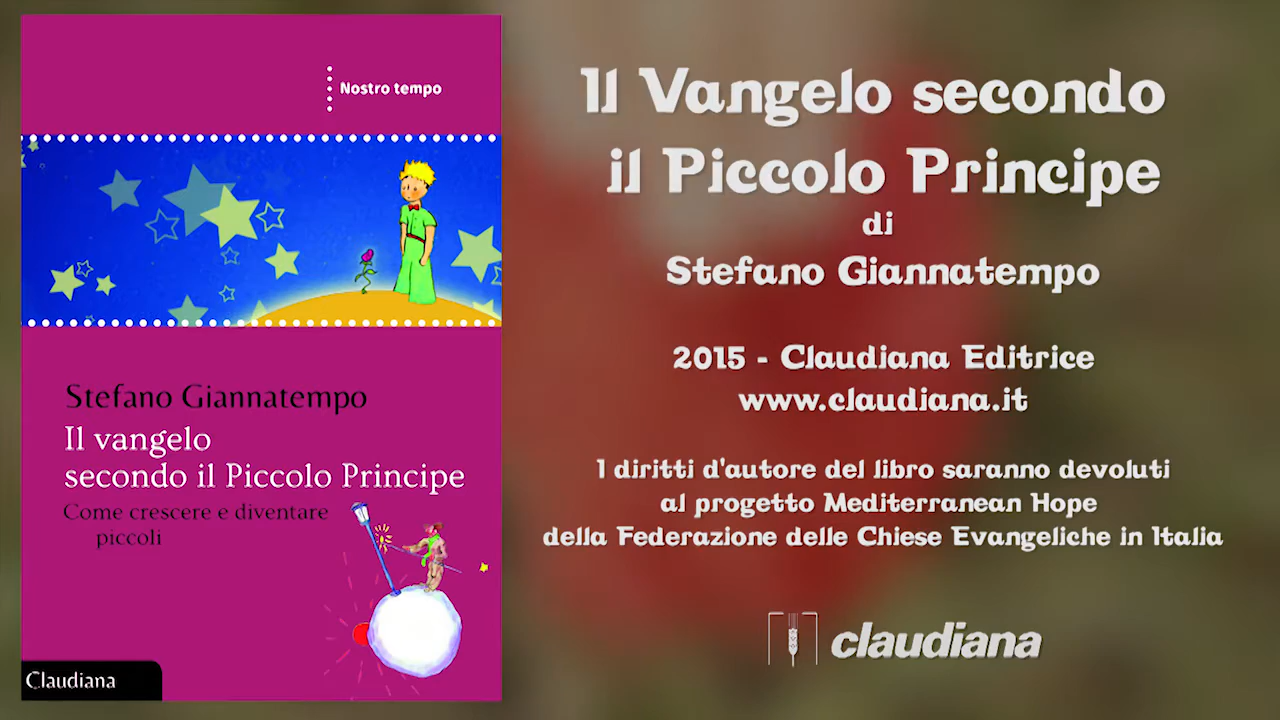 Nostro tempo
Stefano Giannatempo
Il vangelo
secondo il Piccolo Principe
Come crescere e diventare
piccoli
Claudiana
Il Vangelo secondo
il Piccolo Principe
di
Stefano Giannatempo
2015 - Claudiana Editrice
www.claudiana.it
I diritti d'autore del libro saranno devoluti
al progetto Mediterranean Hope
della Federazione delle Chiese Evangeliche in Italia
claudiana